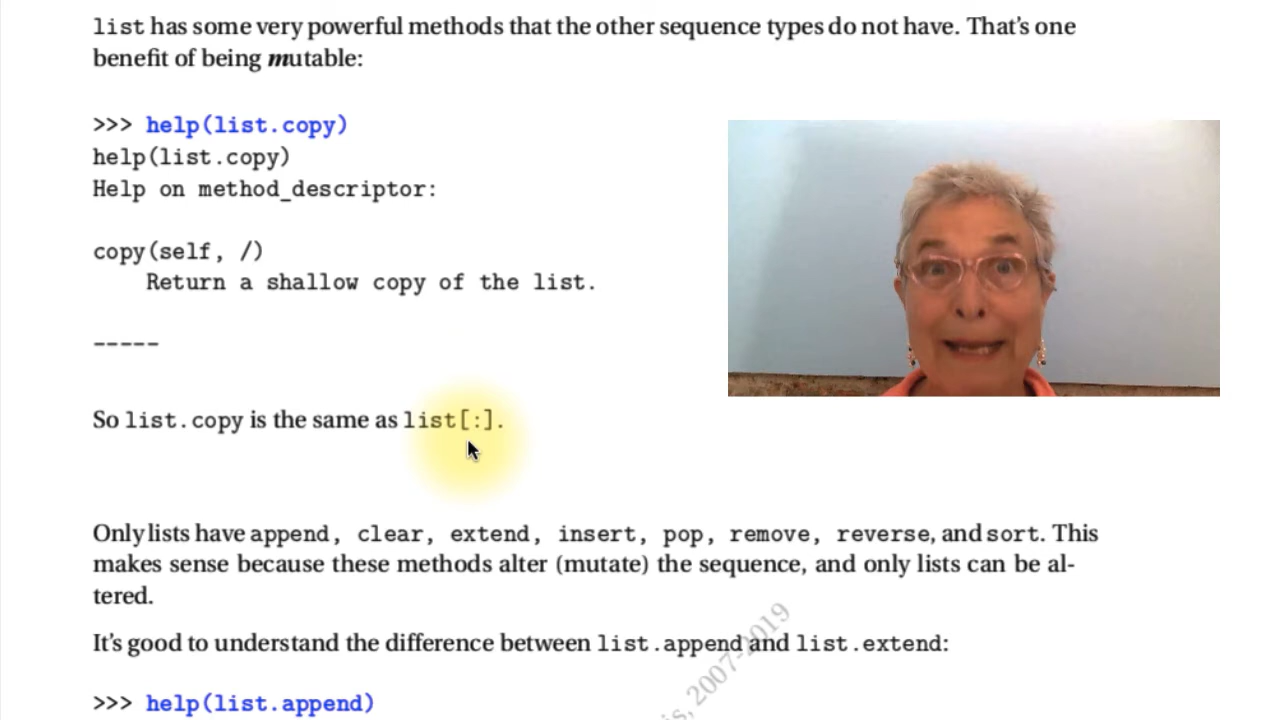 list has some very powerful methods that the other sequence types do not have. That's one
benefit of being mutable:
>>> help(list.copy)
help(list.copy)
Help on method_descriptor:
copy(self, /)
Return a shallow copy of the list.
-----
So list.copy is the same as list[:].
Only lists have append, clear, extend, insert, pop, remove, reverse, and sort. This
makes sense because these methods alter (mutate) the sequence, and only lists can be al-
tered.
It's good to understand the difference between list.append and list.extend:
>>> help(list.append)
2007-2019